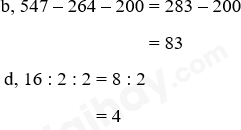 b, 547 – 264 – 200 = 283 – 200
= 83
d, 16 : 2 : 2 = 8 : 2
= 4